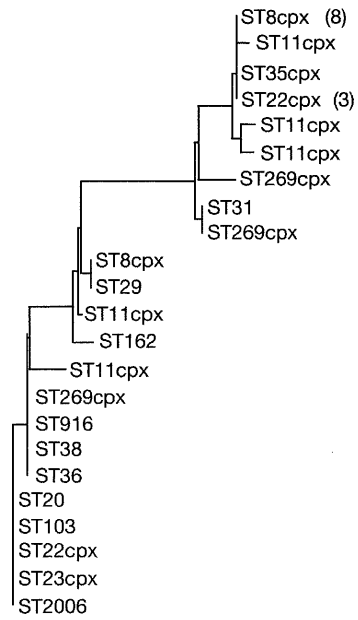 ST8cpx (8)
ST11cpx
ST35cpx
ST22cpx (3)
ST11cpx
ST11cpx
ST269cpx
ST31
ST269cpx
ST8cpx
ST29
ST11cpx
ST162
ST11cpx
ST269cpx
ST916
ST38
ST36
ST20
ST103
ST22cpx
ST23cpx
ST2006